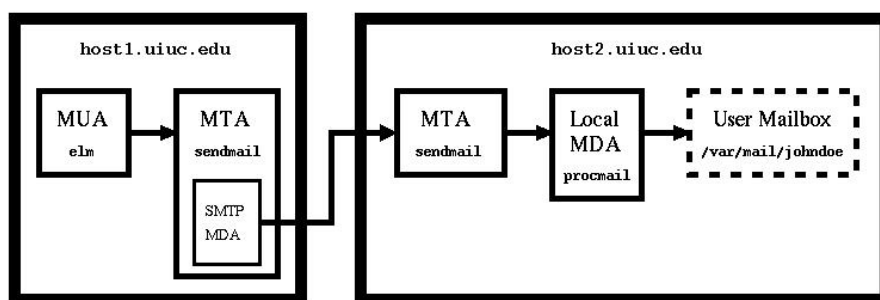 host1.uiuc.edu
MUA
elm
MTA
sendmail
SMTP
MDA
host2.uiuc.edu
MTA
sendmail
Local
MDA
procmail
User Mailbox
/var/mail/johndoe